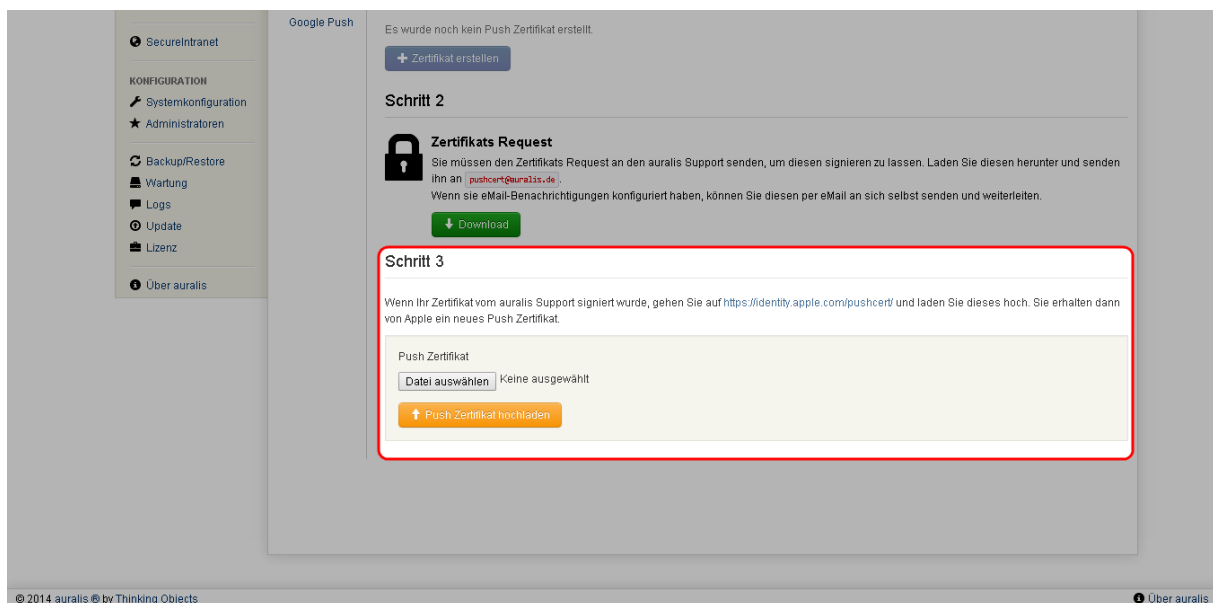 SecureIntranet
KONFIGURATION
Systemkonfiguration
Administratoren
Backup/Restore
Wartung
Logs
Update
Lizenz
Über auralis
Google Push
Es wurde noch kein Push Zertifikat erstellt.
Zertifikat erstellen
Schritt 2
Zertifikats Request
Sie müssen den Zertifikats Request an den auralis Support senden, um diesen signieren zu lassen. Laden Sie diesen herunter und senden
ihn an pushcert@auralis.de.
Wenn sie eMail-Benachrichtigungen konfiguriert haben, können Sie diesen per eMail an sich selbst senden und weiterleiten.
Download
Schritt 3
Wenn Ihr Zertifikat vom auralis Support signiert wurde, gehen Sie auf https://identity.apple.com/pushcert/ und laden Sie dieses hoch. Sie erhalten dann
von Apple ein neues Push Zertifikat.
Push Zertifikat
Datei auswählen Keine ausgewählt
Push Zertifikat hochladen
© 2014 auralis ® by Thinking Objects
Über auralis